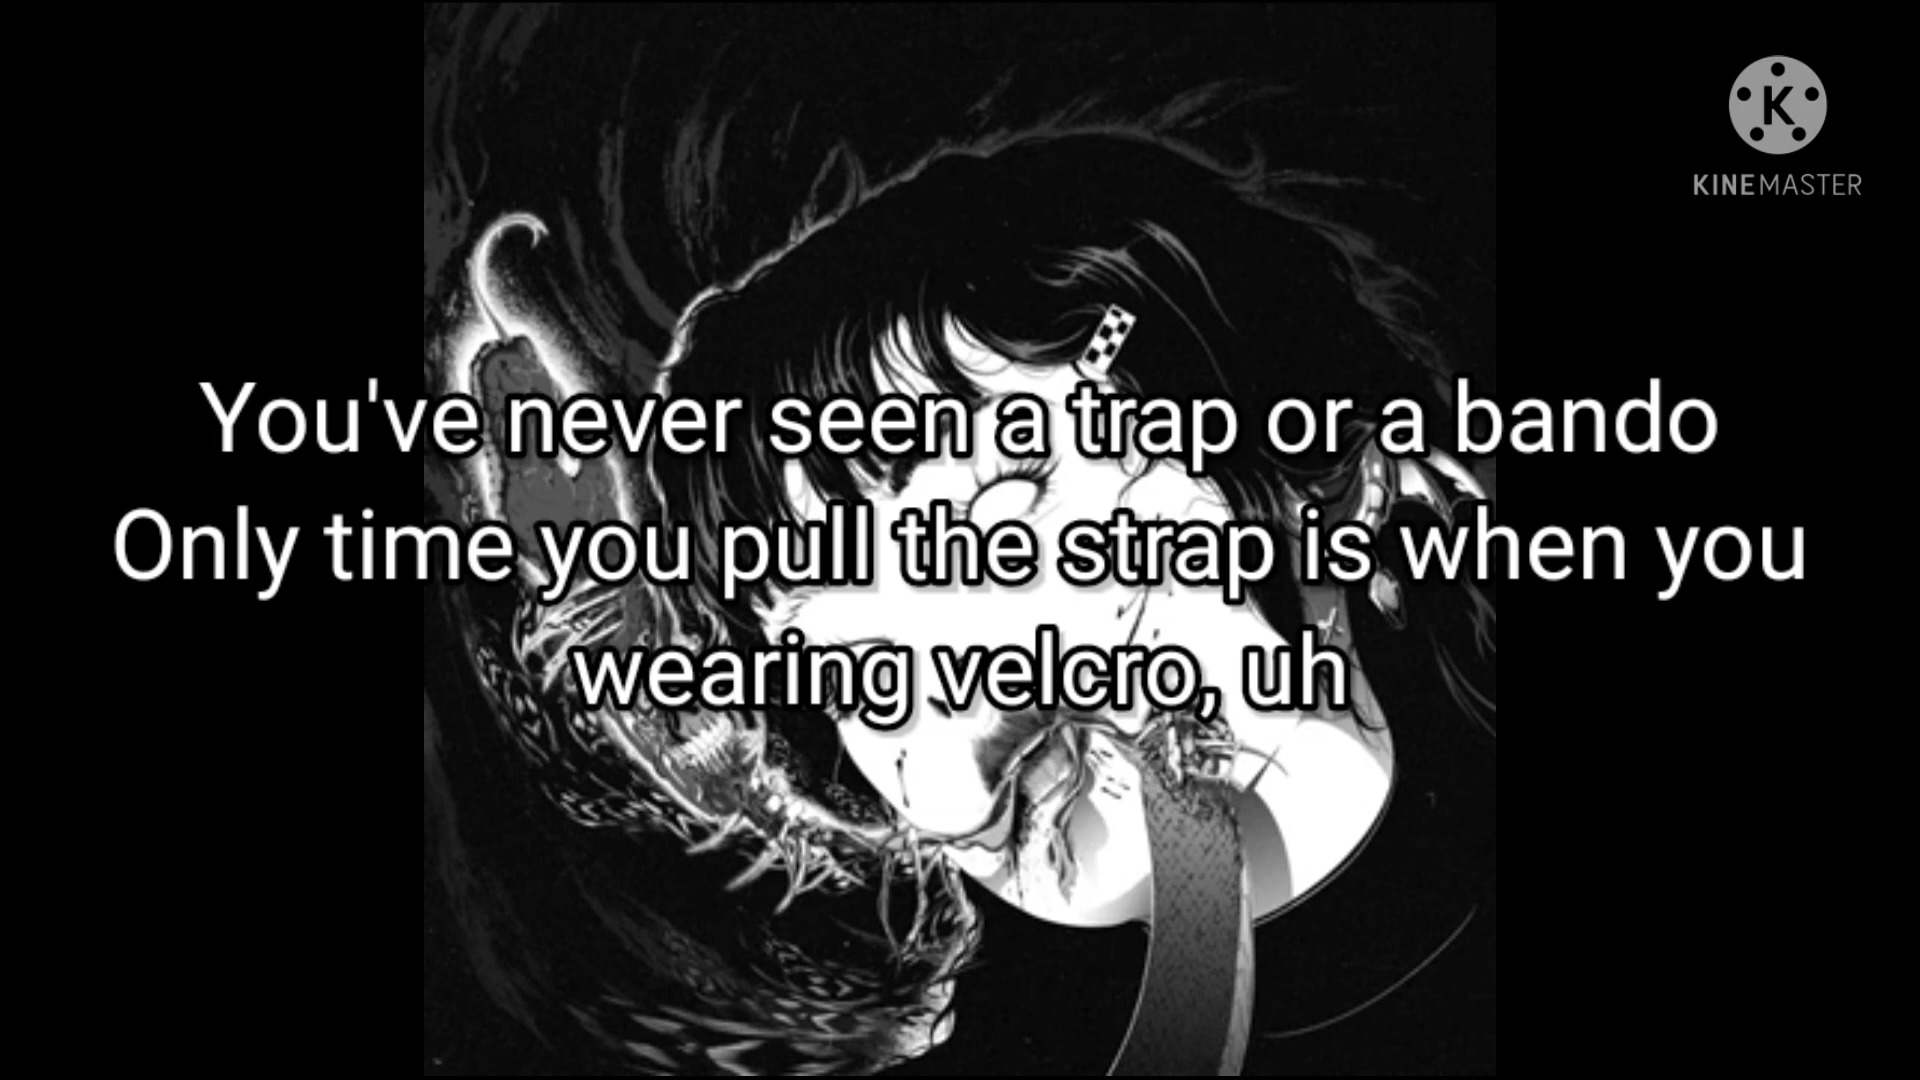 K
KINEMASTER
You've never seen a trap or a bando
Only time you pull the strap is when you
wearing velcro, uh